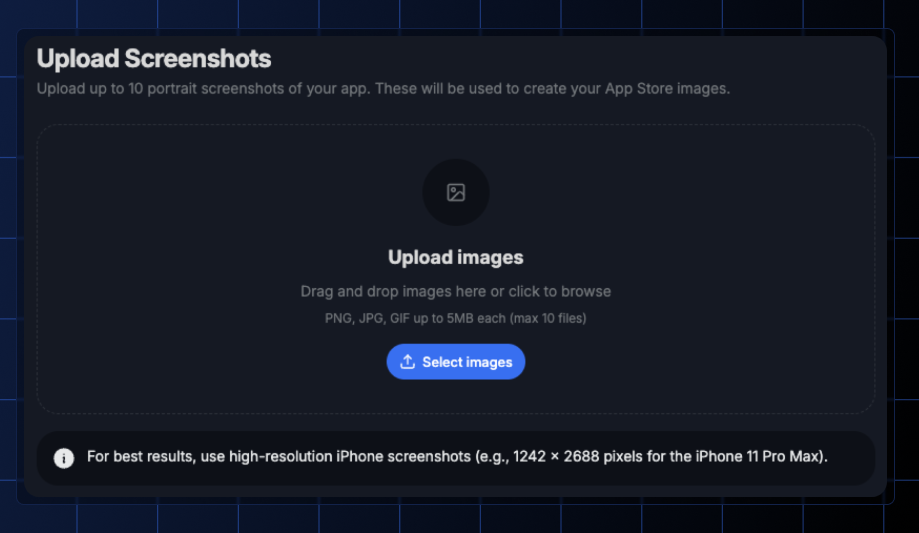 Upload Screenshots
Upload up to 10 portrait screenshots of your app. These will be used to create your App Store images.
Upload images
Drag and drop images here or click to browse
PNG, JPG, GIF up to 5MB each (max 10 files)
Select images
For best results, use high-resolution iPhone screenshots (e.g., 1242 × 2688 pixels for the iPhone 11 Pro Max).